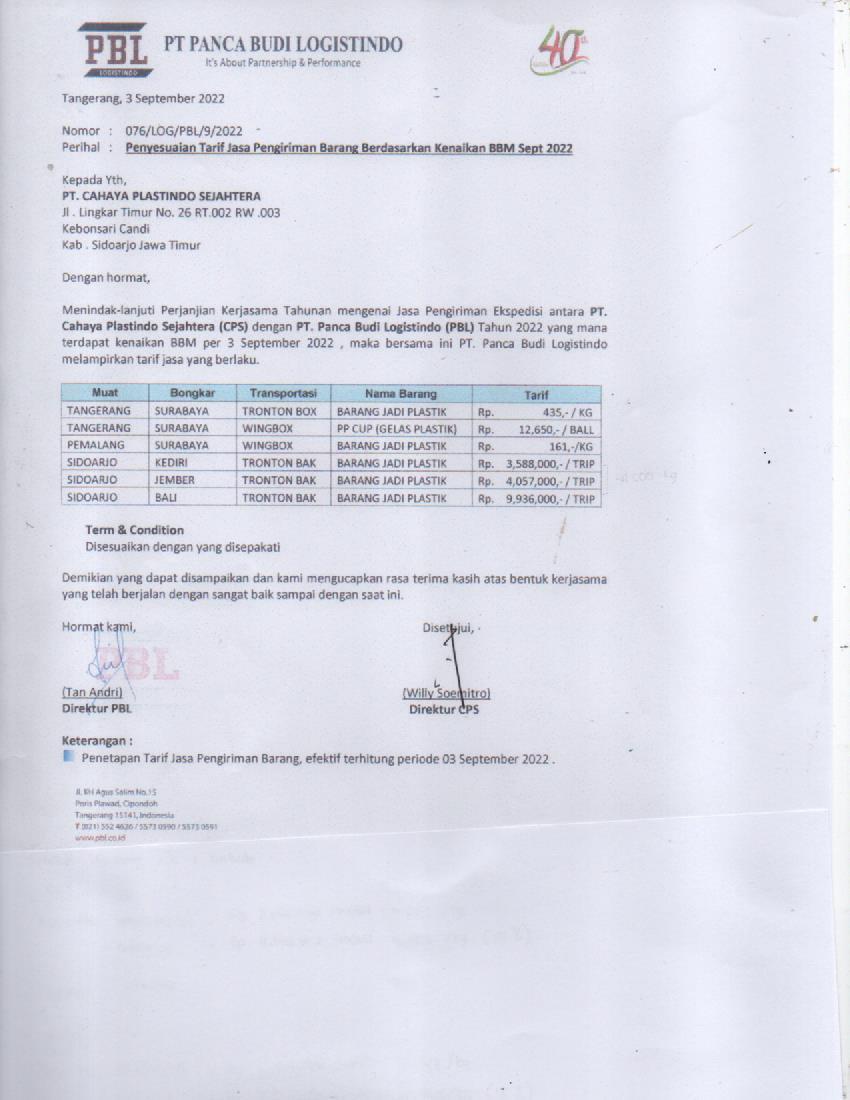 PBL
LOGISTINDO
PT PANCA BUDI LOGISTINDO
It's About Partnership & Performance
40th
Tangerang, 3 September 2022
Nomor : 076/LOG/PBL/9/2022
Perihal : Penyesuaian Tarif Jasa Pengiriman Barang Berdasarkan Kenaikan BBM Sept 2022
Kepada Yth,
PT. CAHAYA PLASTINDO SEJAHTERA
Jl . Lingkar Timur No. 26 RT.002 RW .003
Kebonsari Candi
Kab . Sidoarjo Jawa Timur
Dengan hormat,
Menindak-lanjuti Perjanjian Kerjasama Tahunan mengenai Jasa Pengiriman Ekspedisi antara PT.
Cahaya Plastindo Sejahtera (CPS) dengan PT. Panca Budi Logistindo (PBL) Tahun 2022 yang mana
terdapat kenaikan BBM per 3 September 2022 , maka bersama ini PT. Panca Budi Logistindo
melampirkan tarif jasa yang berlaku.
Muat Bongkar Transportasi Nama Barang Tarif
TANGERANG SURABAYA TRONTON BOX BARANG JADI PLASTIK Rp. 435,- / KG
TANGERANG SURABAYA WINGBOX PP CUP (GELAS PLASTIK) Rp. 12,650,- / BALL
PEMALANG SURABAYA WINGBOX BARANG JADI PLASTIK Rp. 161,-/KG
SIDOARJO KEDIRI TRONTON BAK BARANG JADI PLASTIK Rp. 3,588,000,- / TRIP
SIDOARJO JEMBER TRONTON BAK BARANG JADI PLASTIK Rp. 4,057,000,- / TRIP
SIDOARJO BALI TRONTON BAK BARANG JADI PLASTIK Rp. 9,936,000,- / TRIP
Term & Condition
Disesuaikan dengan yang disepakati
Demikian yang dapat disampaikan dan kami mengucapkan rasa terima kasih atas bentuk kerjasama
yang telah berjalan dengan sangat baik sampai dengan saat ini.
Hormat kami, Disetujui,
PBL
(Tan Andri) (Willy Soemitro)
Direktur PBL Direktur CPS
Keterangan :
Penetapan Tarif Jasa Pengiriman Barang, efektif terhitung periode 03 September 2022 .
Jl. KH Agus Salim No.15
Poris Plawad, Cipondoh
Tangerang 15141, Indonesia
T (021) 552 4626 / 5573 0990 / 5573 0591
www.pbl.co.id